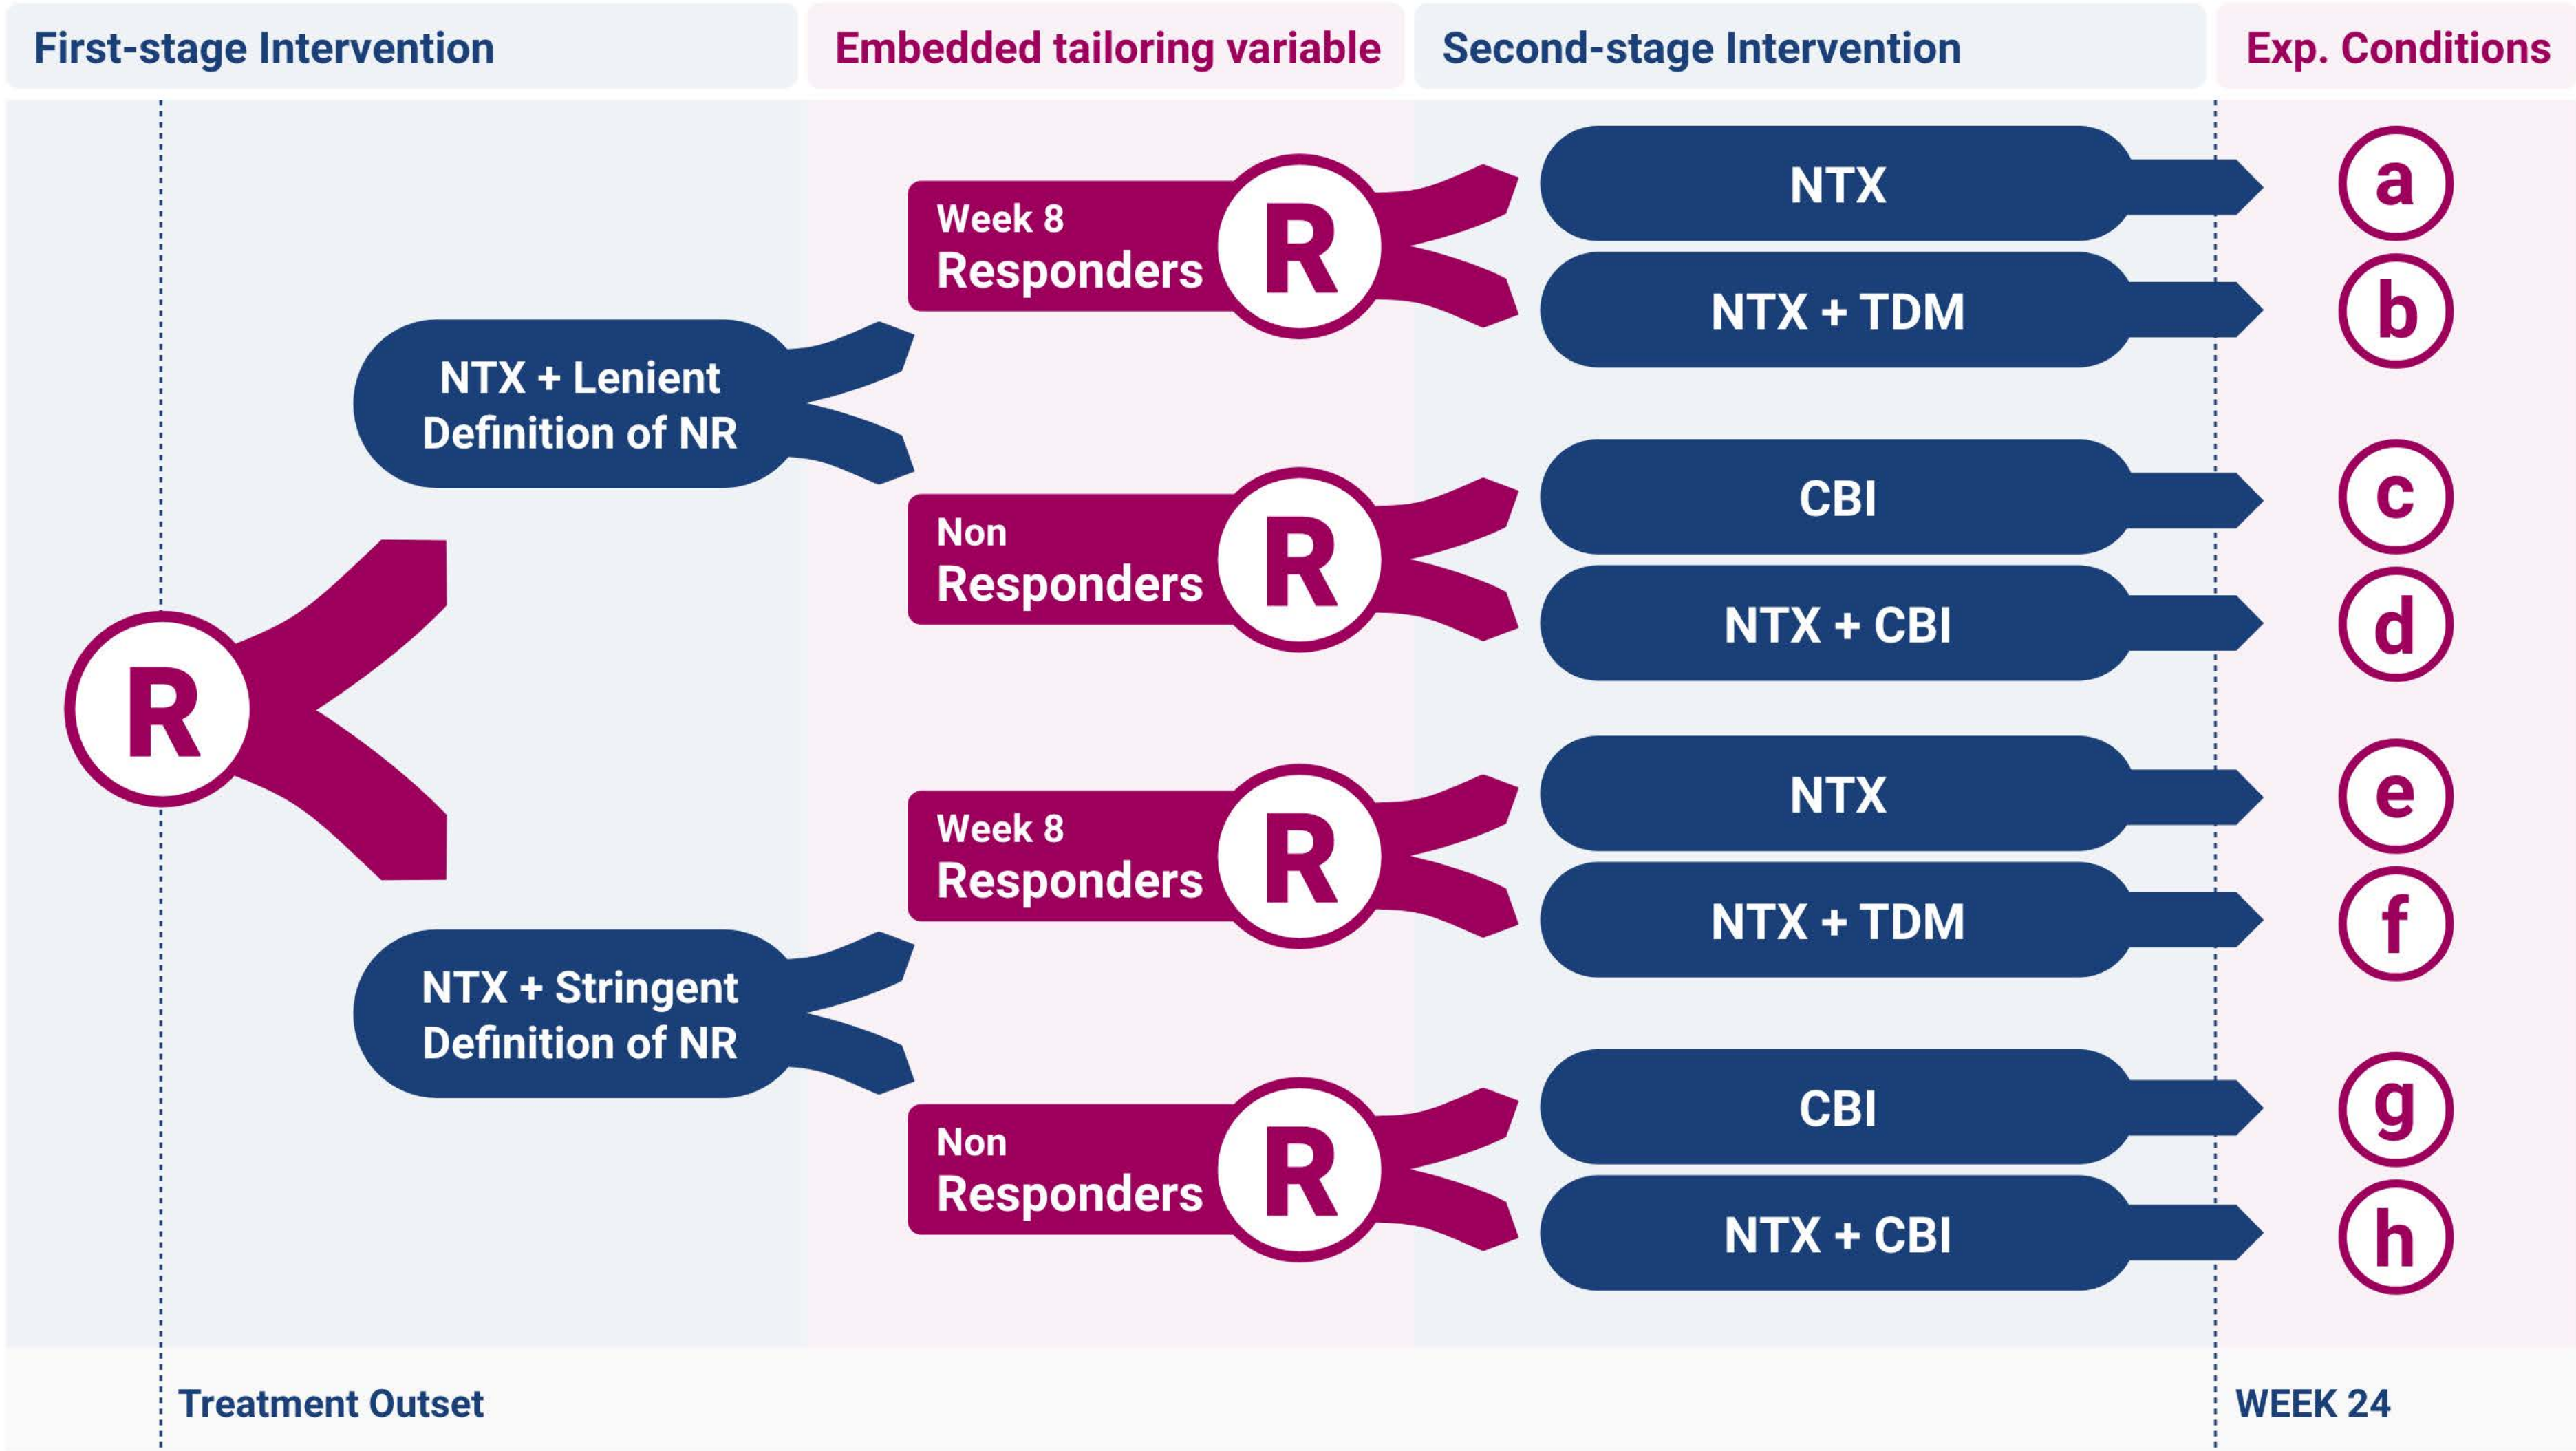 First-stage Intervention
Embedded tailoring variable
Second-stage Intervention
Exp. Conditions
R
NTX + Lenient
Definition of NR
Week 8
Responders
R
NTX
a
NTX + TDM
b
Non
Responders
R
CBI
c
NTX + CBI
d
NTX + Stringent
Definition of NR
Week 8
Responders
R
NTX
e
NTX + TDM
f
Non
Responders
R
CBI
g
NTX + CBI
h
Treatment Outset
WEEK 24